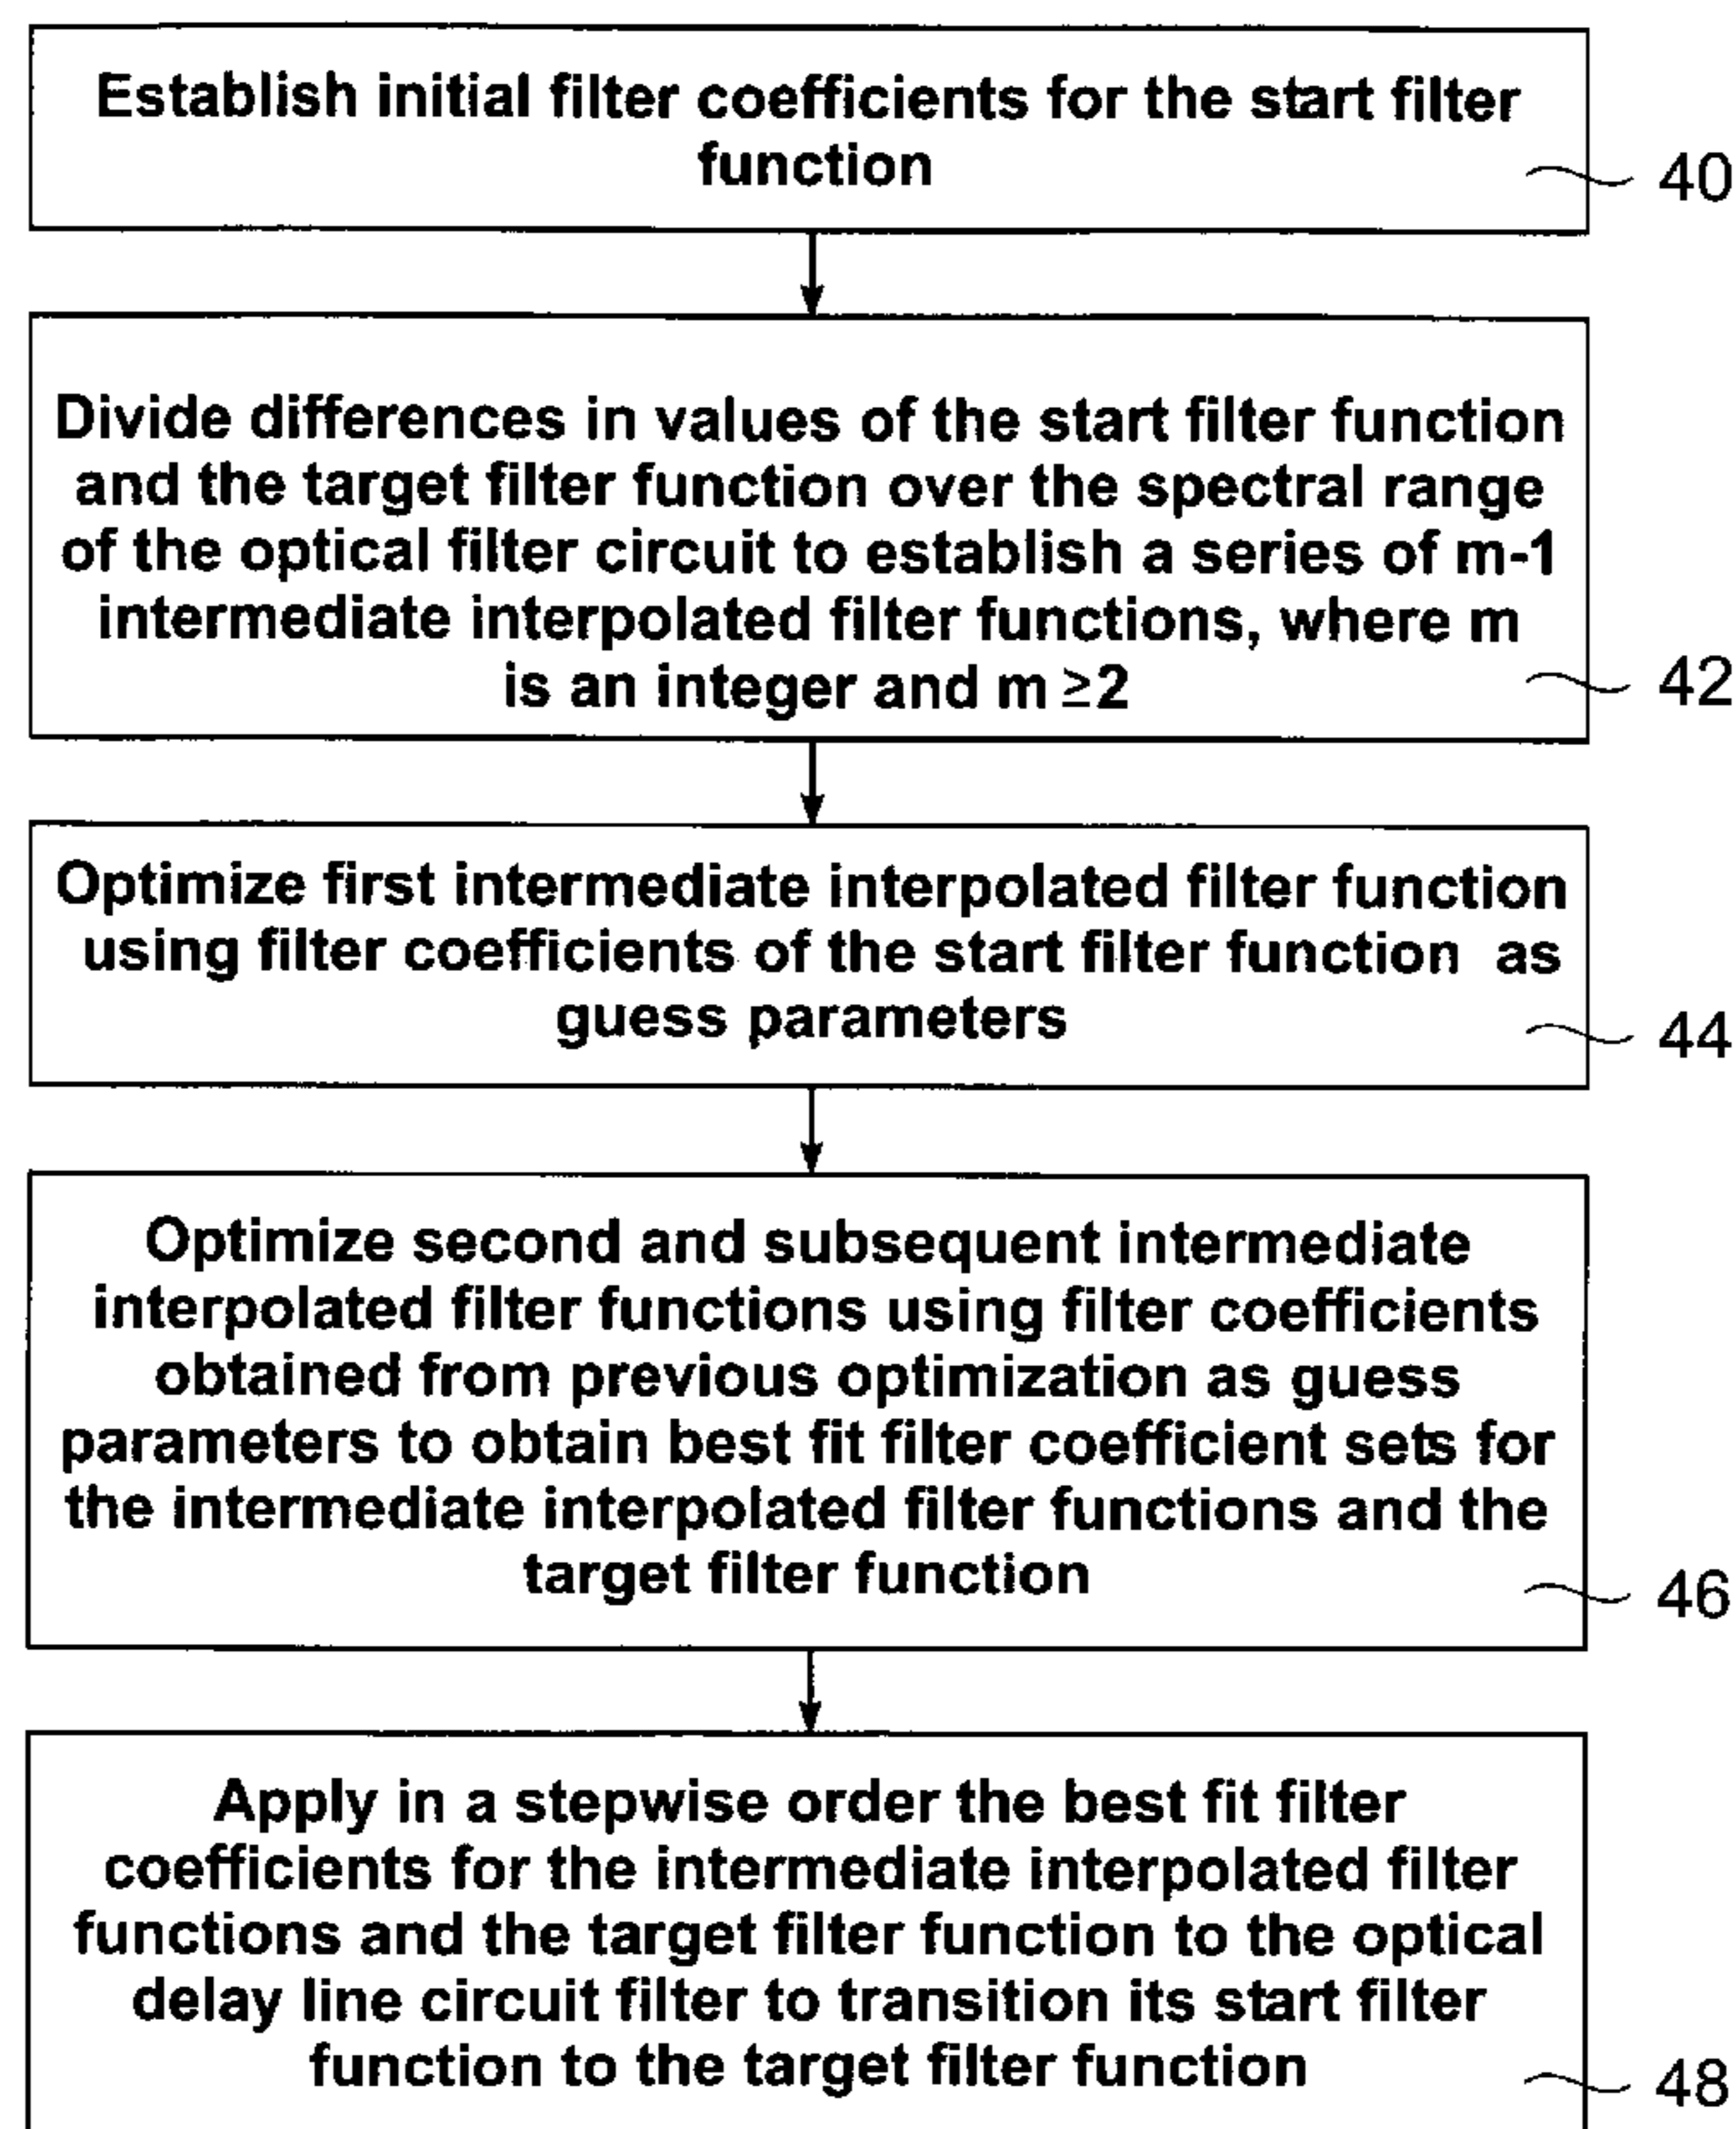 Establish initial filter coefficients for the start filter
function
40
Divide differences in values of the start filter function
and the target filter function over the spectral range
of the optical filter circuit to establish a series of m-1
intermediate interpolated filter functions, where m
is an integer and m ≥2
42
Optimize first intermediate interpolated filter function
using filter coefficients of the start filter function as
guess parameters
44
Optimize second and subsequent intermediate
interpolated filter functions using filter coefficients
obtained from previous optimization as guess
parameters to obtain best fit filter coefficient sets for
the intermediate interpolated filter functions and the
target filter function
46
Apply in a stepwise order the best fit filter
coefficients for the intermediate interpolated filter
functions and the target filter function to the optical
delay line circuit filter to transition its start filter
function to the target filter function
48